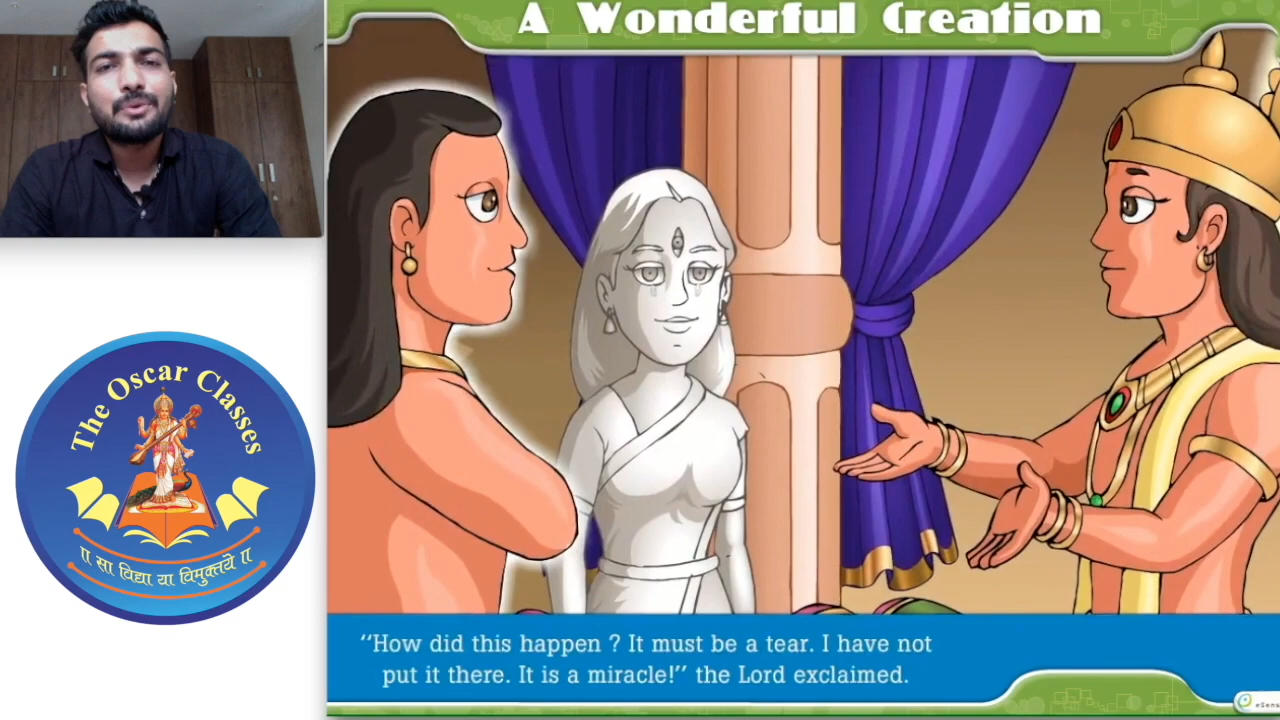 A Wonderful Creation
The Oscar Classes
॥ सा विद्या या विमुक्तये ॥
“How did this happen ? It must be a tear. I have not
put it there. It is a miracle!” the Lord exclaimed.